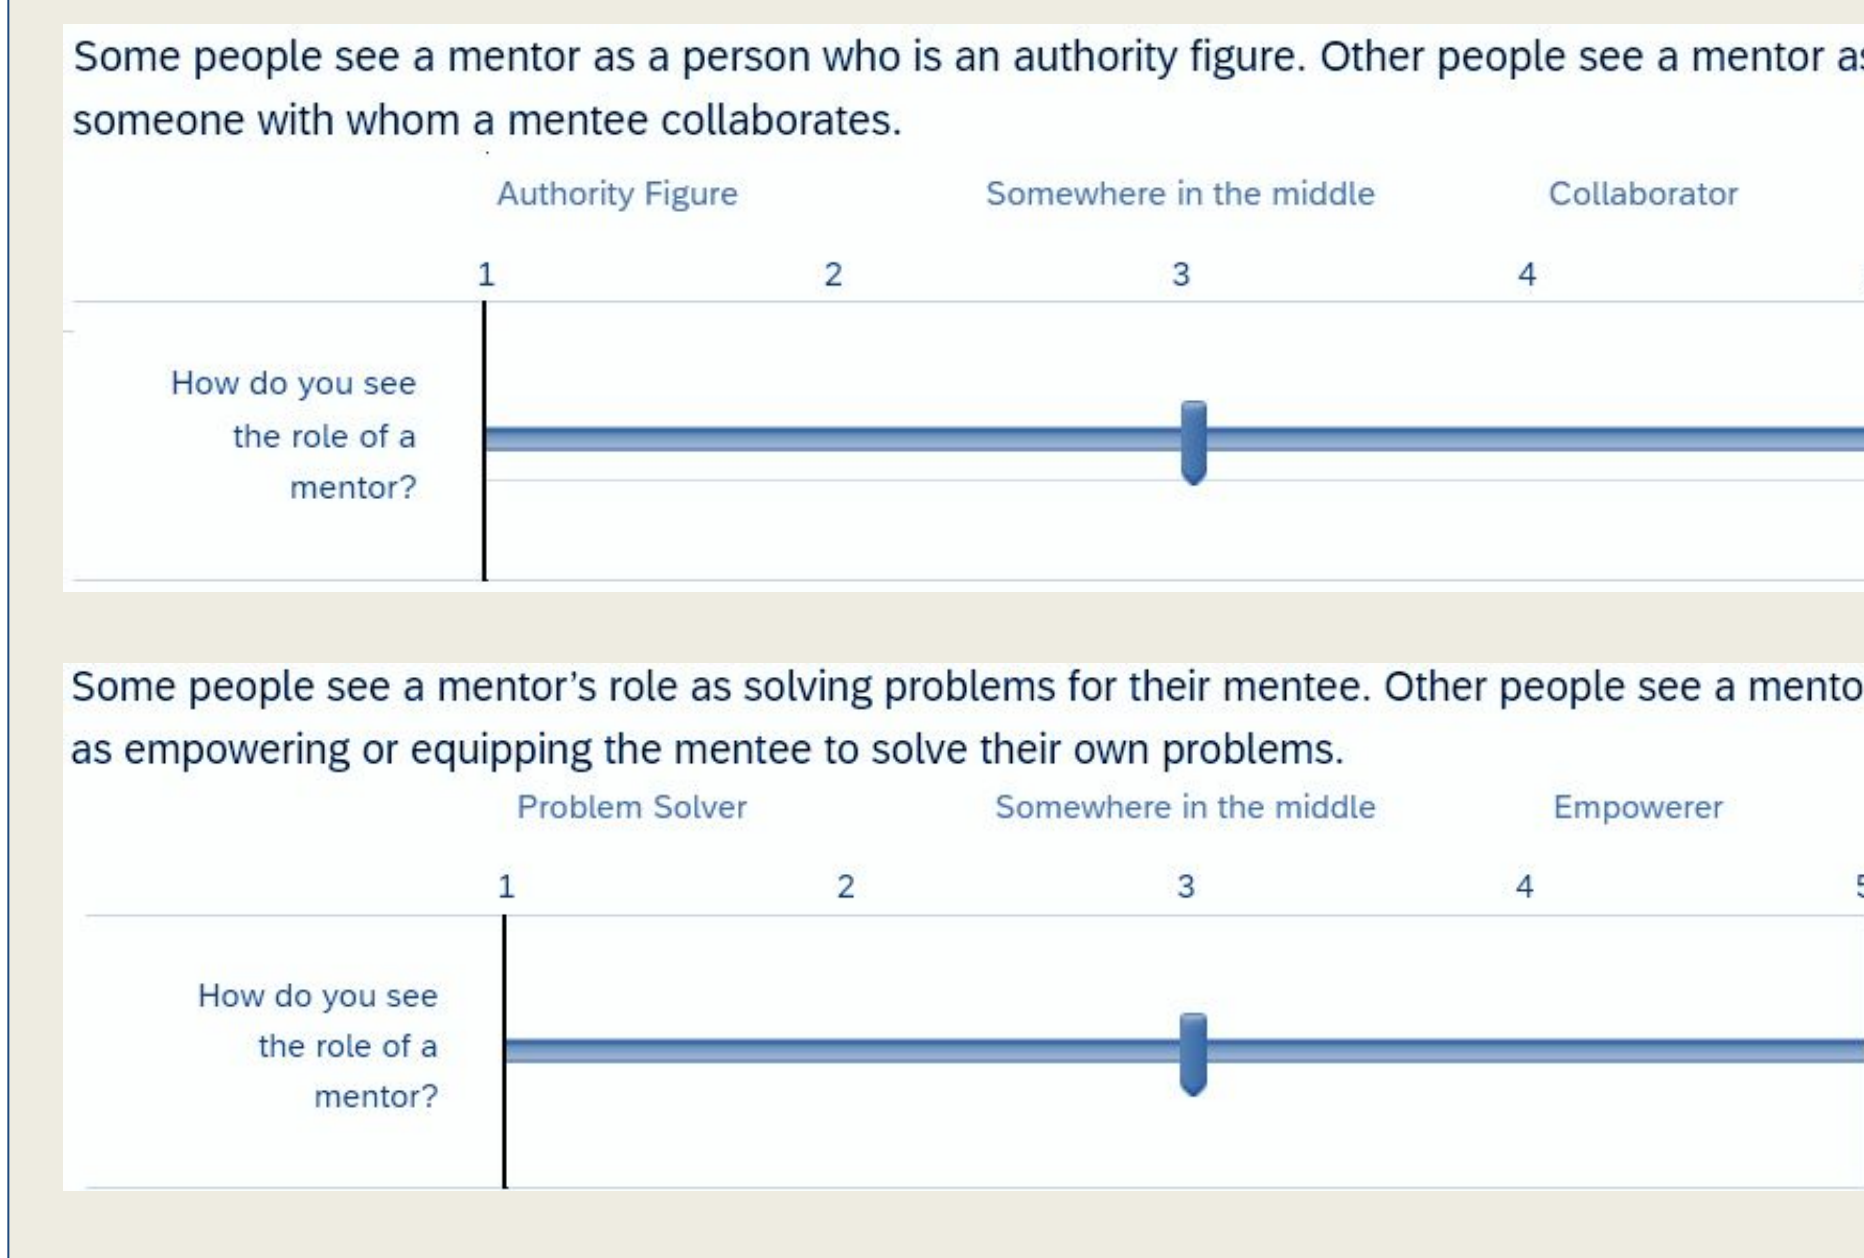 Some people see a mentor as a person who is an authority figure. Other people see a mentor as
someone with whom a mentee collaborates.
Authority Figure Somewhere in the middle Collaborator
1 2 3 4
How do you see
the role of a
mentor?
Some people see a mentor’s role as solving problems for their mentee. Other people see a mento
as empowering or equipping the mentee to solve their own problems.
Problem Solver Somewhere in the middle Empowerer
1 2 3 4 5
How do you see
the role of a
mentor?